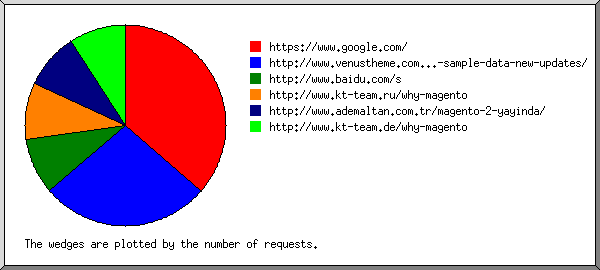 https://www.google.com/
http://www.venustheme.com...-sample-data-new-updates/
http://www.baidu.com/s
http://www.kt-team.ru/why-magento
http://www.ademaltan.com.tr/magento-2-yayinda/
http://www.kt-team.de/why-magento
The wedges are plotted by the number of requests.